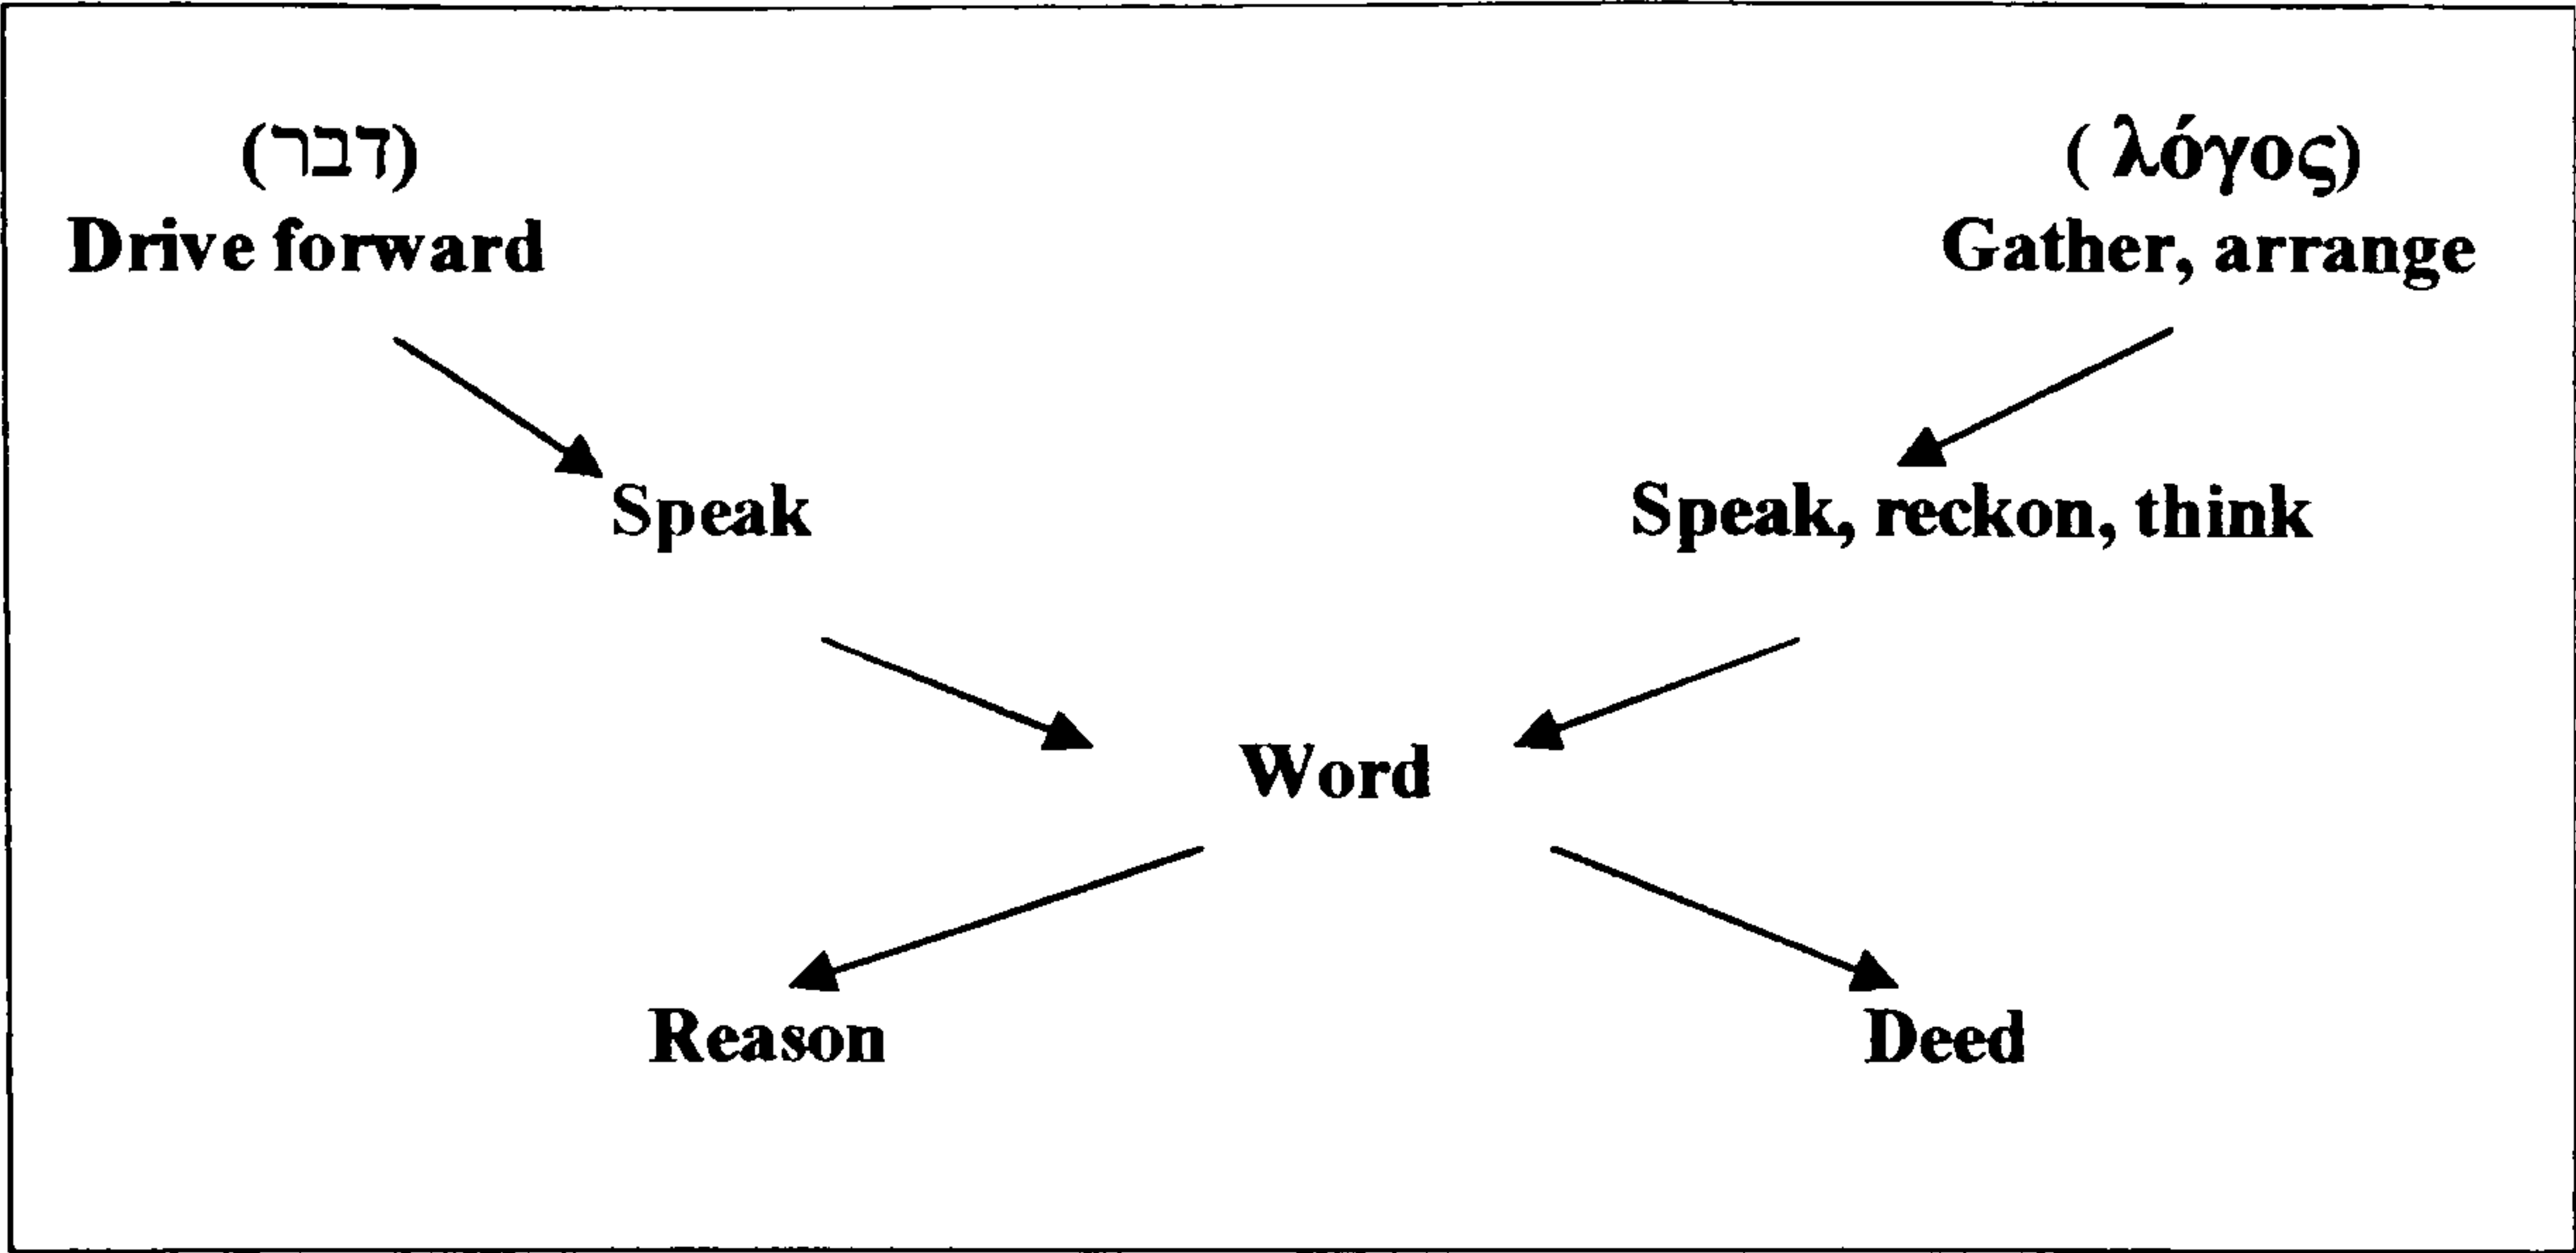 (דבר)
Drive forward
( λόγος)
Gather, arrange
Speak
Speak, reckon, think
Word
Reason
Deed